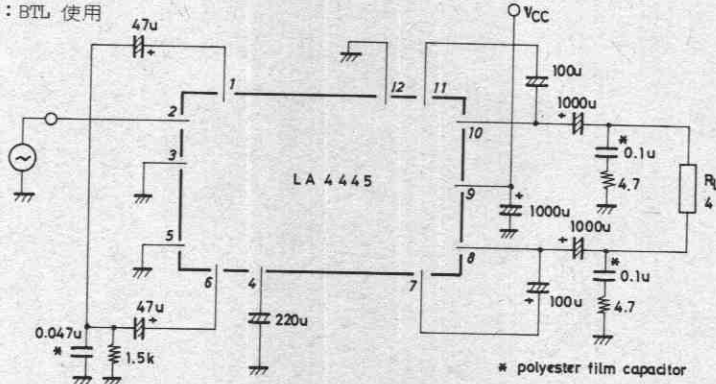 ：BTL 使用
47u
+
VCC
1
12
11
100u
2
1000u
+
10
*
0.1u
4.7
RL
4
3
LA4445
9
+
1000u
1000u
+
5
8
*
0.1u
4.7
6
4
7
+
100u
47u
+
0.047u
*
1.5k
220u
* polyester film capacitor